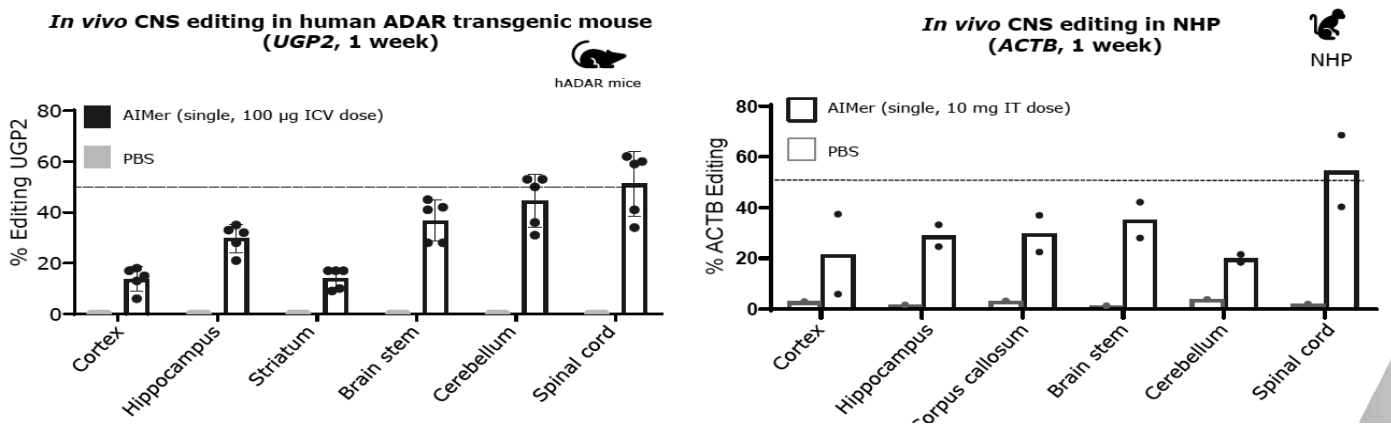 In vivo CNS editing in human ADAR transgenic mouse
(UGP2, 1 week)
hADAR mice
% Editing UGP2
80
60
40
20
0
AIMer (single, 100 µg ICV dose)
PBS
Cortex
Hippocampus
Striatum
Brain stem
Cerebellum
Spinal cord
In vivo CNS editing in NHP
(ACTB, 1 week)
NHP
% ACTB Editing
80
60
40
20
0
AIMer (single, 10 mg IT dose)
PBS
Cortex
Hippocampus
Corpus callosum
Brain stem
Cerebellum
Spinal cord